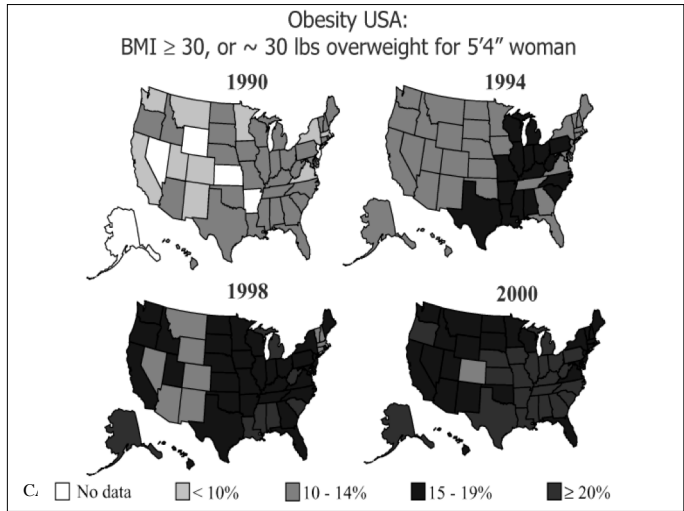 Obesity USA:
BMI ≥ 30, or ~ 30 lbs overweight for 5'4” woman
1990
1994
1998
2000
C. No data < 10% 10 - 14% 15 - 19% ≥ 20%